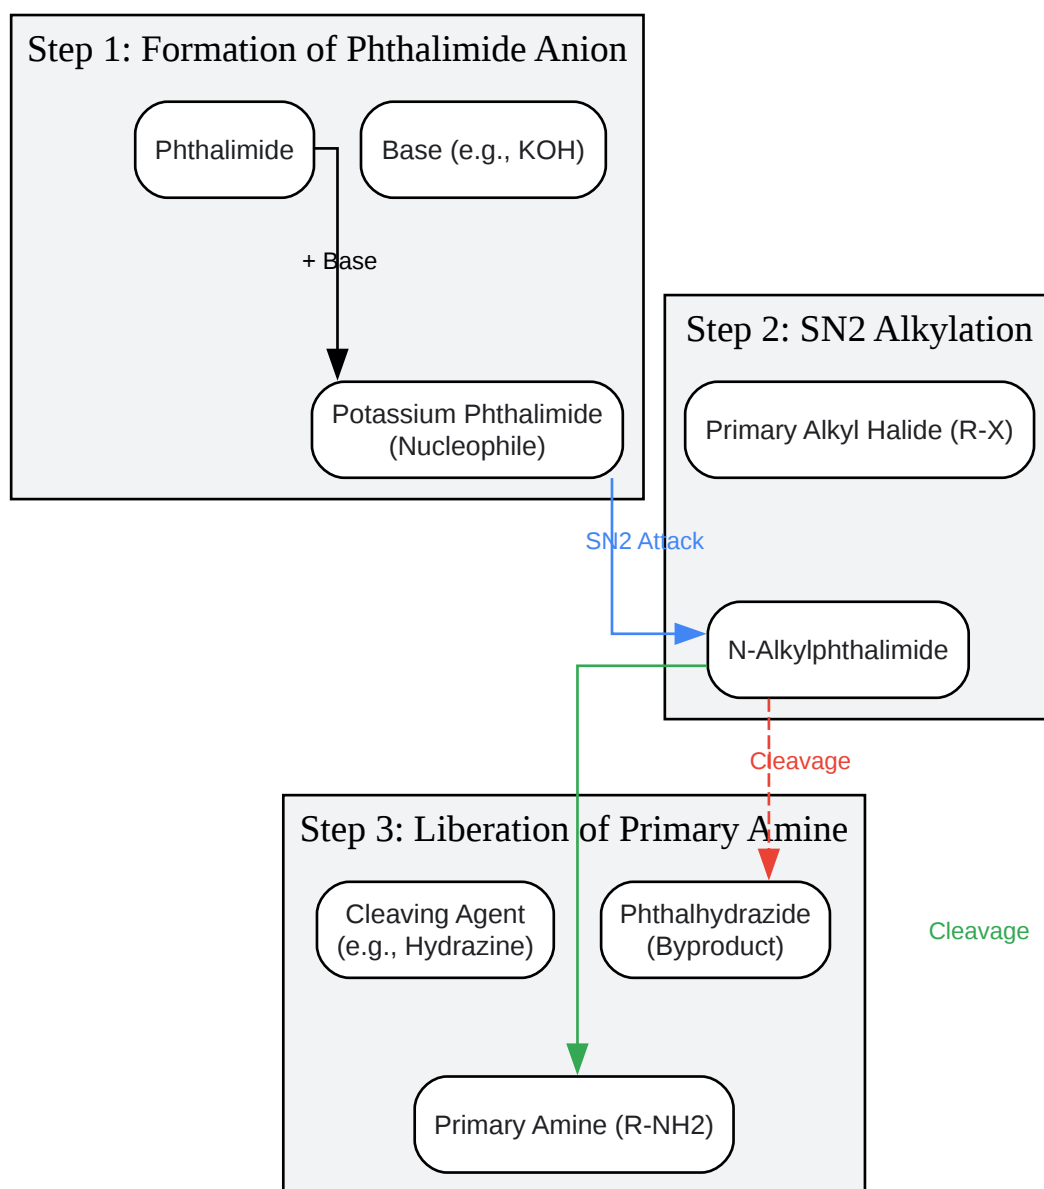 Step 1: Formation of Phthalimide Anion
Phthalimide
Base (e.g., KOH)
+ Base
Potassium Phthalimide
(Nucleophile)
Step 2: SN2 Alkylation
Primary Alkyl Halide (R-X)
SN2 Attack
N-Alkylphthalimide
Cleavage
Step 3: Liberation of Primary Amine
Cleaving Agent
(e.g., Hydrazine)
Phthalhydrazide
(Byproduct)
Cleavage
Primary Amine (R-NH2)